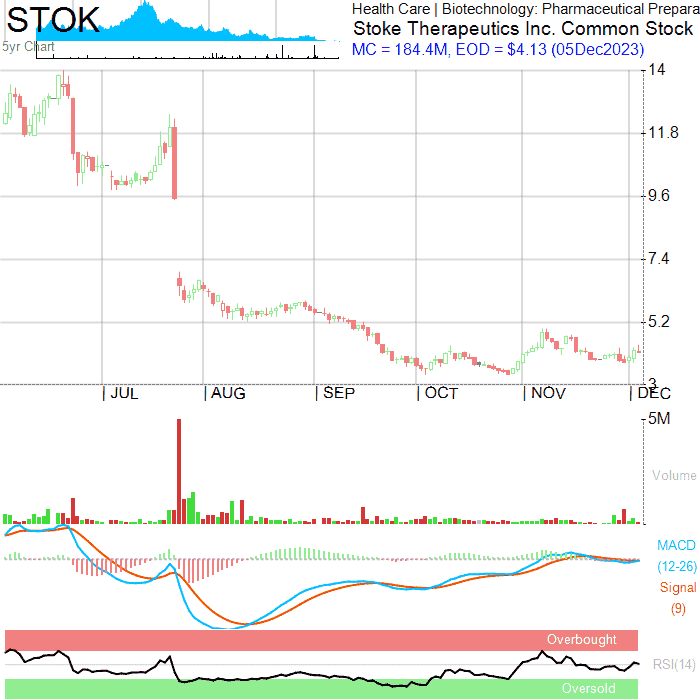 STOK
5yr Chart
Health Care | Biotechnology: Pharmaceutical Prepara
Stoke Therapeutics Inc. Common Stock
MC = 184.4M, EOD = $4.13 (05Dec2023)
14
11.8
9.6
7.4
5.2
3
| JUL | AUG | SEP | OCT | NOV | DEC
5M
Volume
MACD
(12-26)
Signal
(9)
Overbought
RSI(14)
Oversold